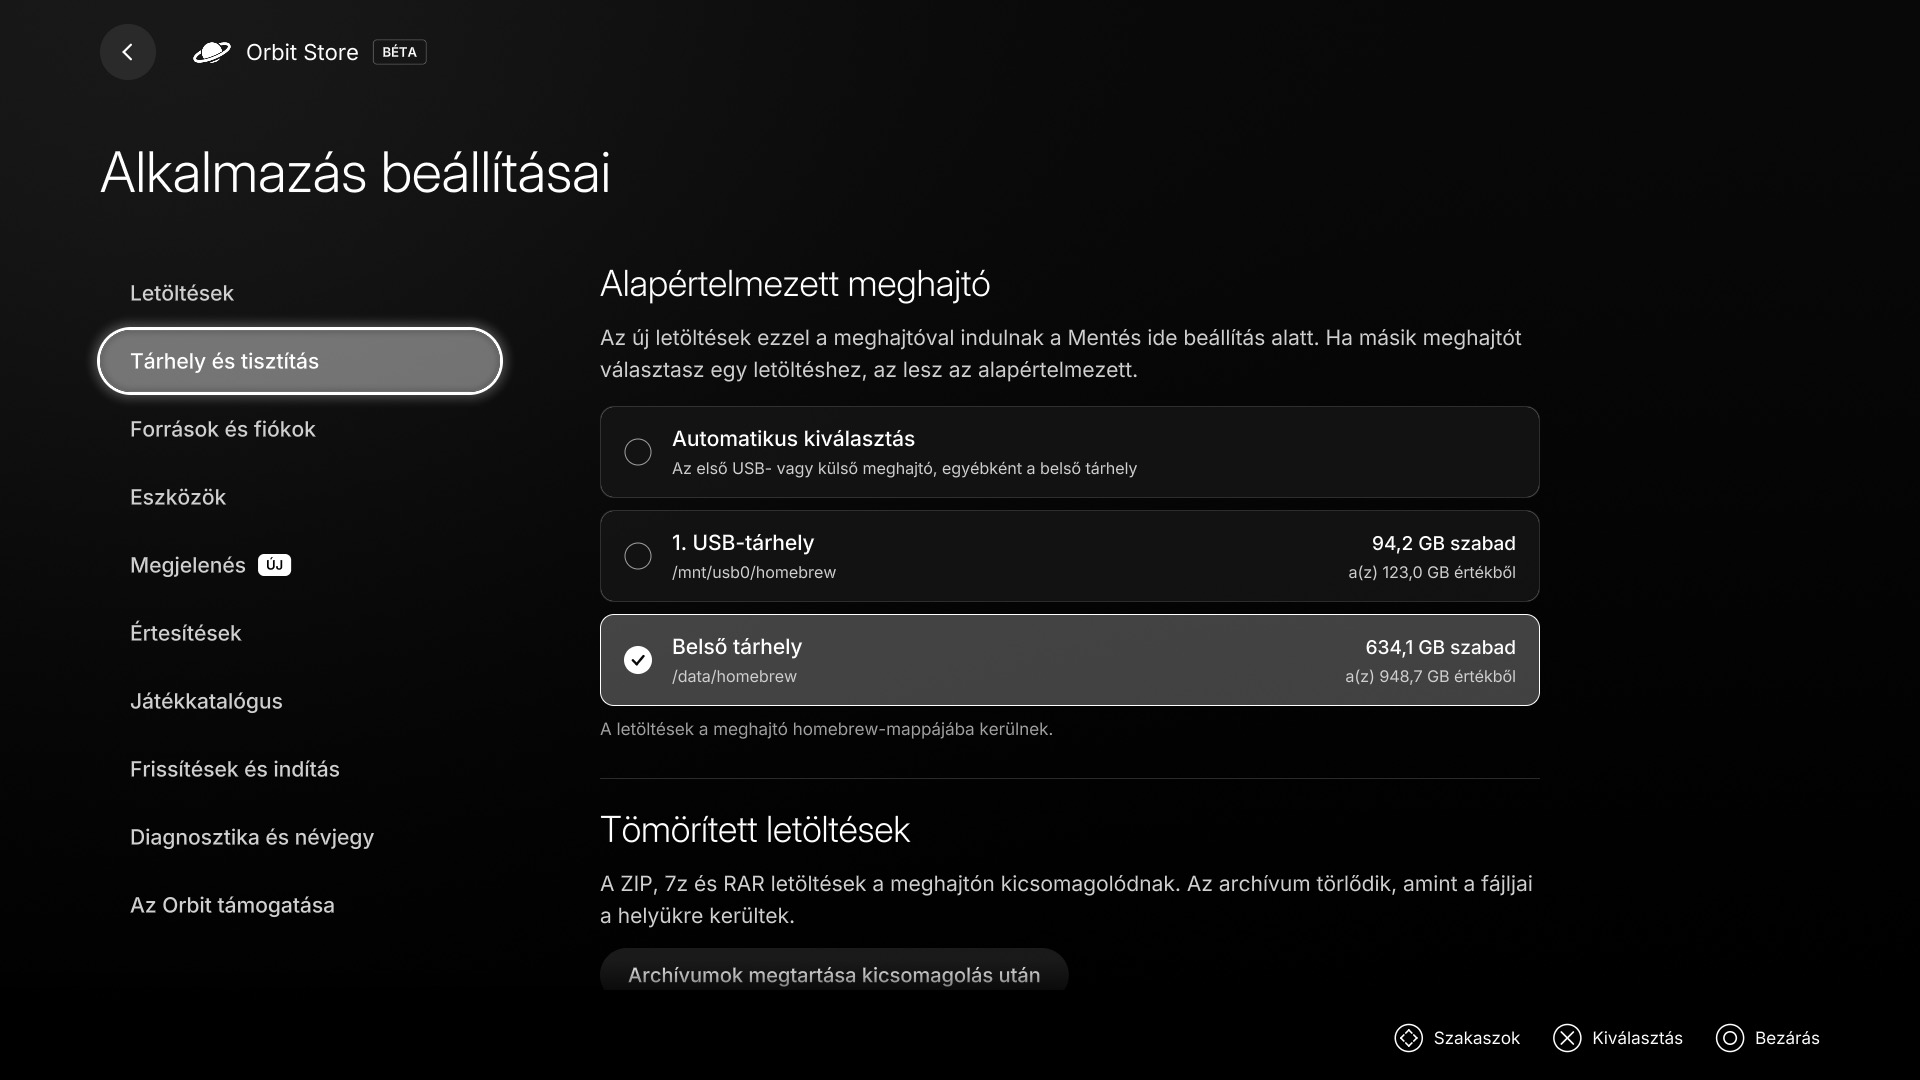 Orbit Store BÉTA
Alkalmazás beállításai
Letöltések
Tárhely és tisztítás
Források és fiókok
Eszközök
Megjelenés ÚJ
Értesítések
Játékkatalógus
Frissítések és indítás
Diagnosztika és névjegy
Az Orbit támogatása
Alapértelmezett meghajtó
Az új letöltések ezzel a meghajtóval indulnak a Mentés ide beállítás alatt. Ha másik meghajtót
választasz egy letöltéshez, az lesz az alapértelmezett.
Automatikus kiválasztás
Az első USB- vagy külső meghajtó, egyébként a belső tárhely
1. USB-tárhely
/mnt/usb0/homebrew
94,2 GB szabad
a(z) 123,0 GB értékből
Belső tárhely
/data/homebrew
634,1 GB szabad
a(z) 948,7 GB értékből
A letöltések a meghajtó homebrew-mappájába kerülnek.
Tömörített letöltések
A ZIP, 7z és RAR letöltések a meghajtón kicsomagolódnak. Az archívum törlődik, amint a fájljai
a helyükre kerültek.
Archívumok megtartása kicsomagolás után
Szakaszok
Kiválasztás
Bezárás